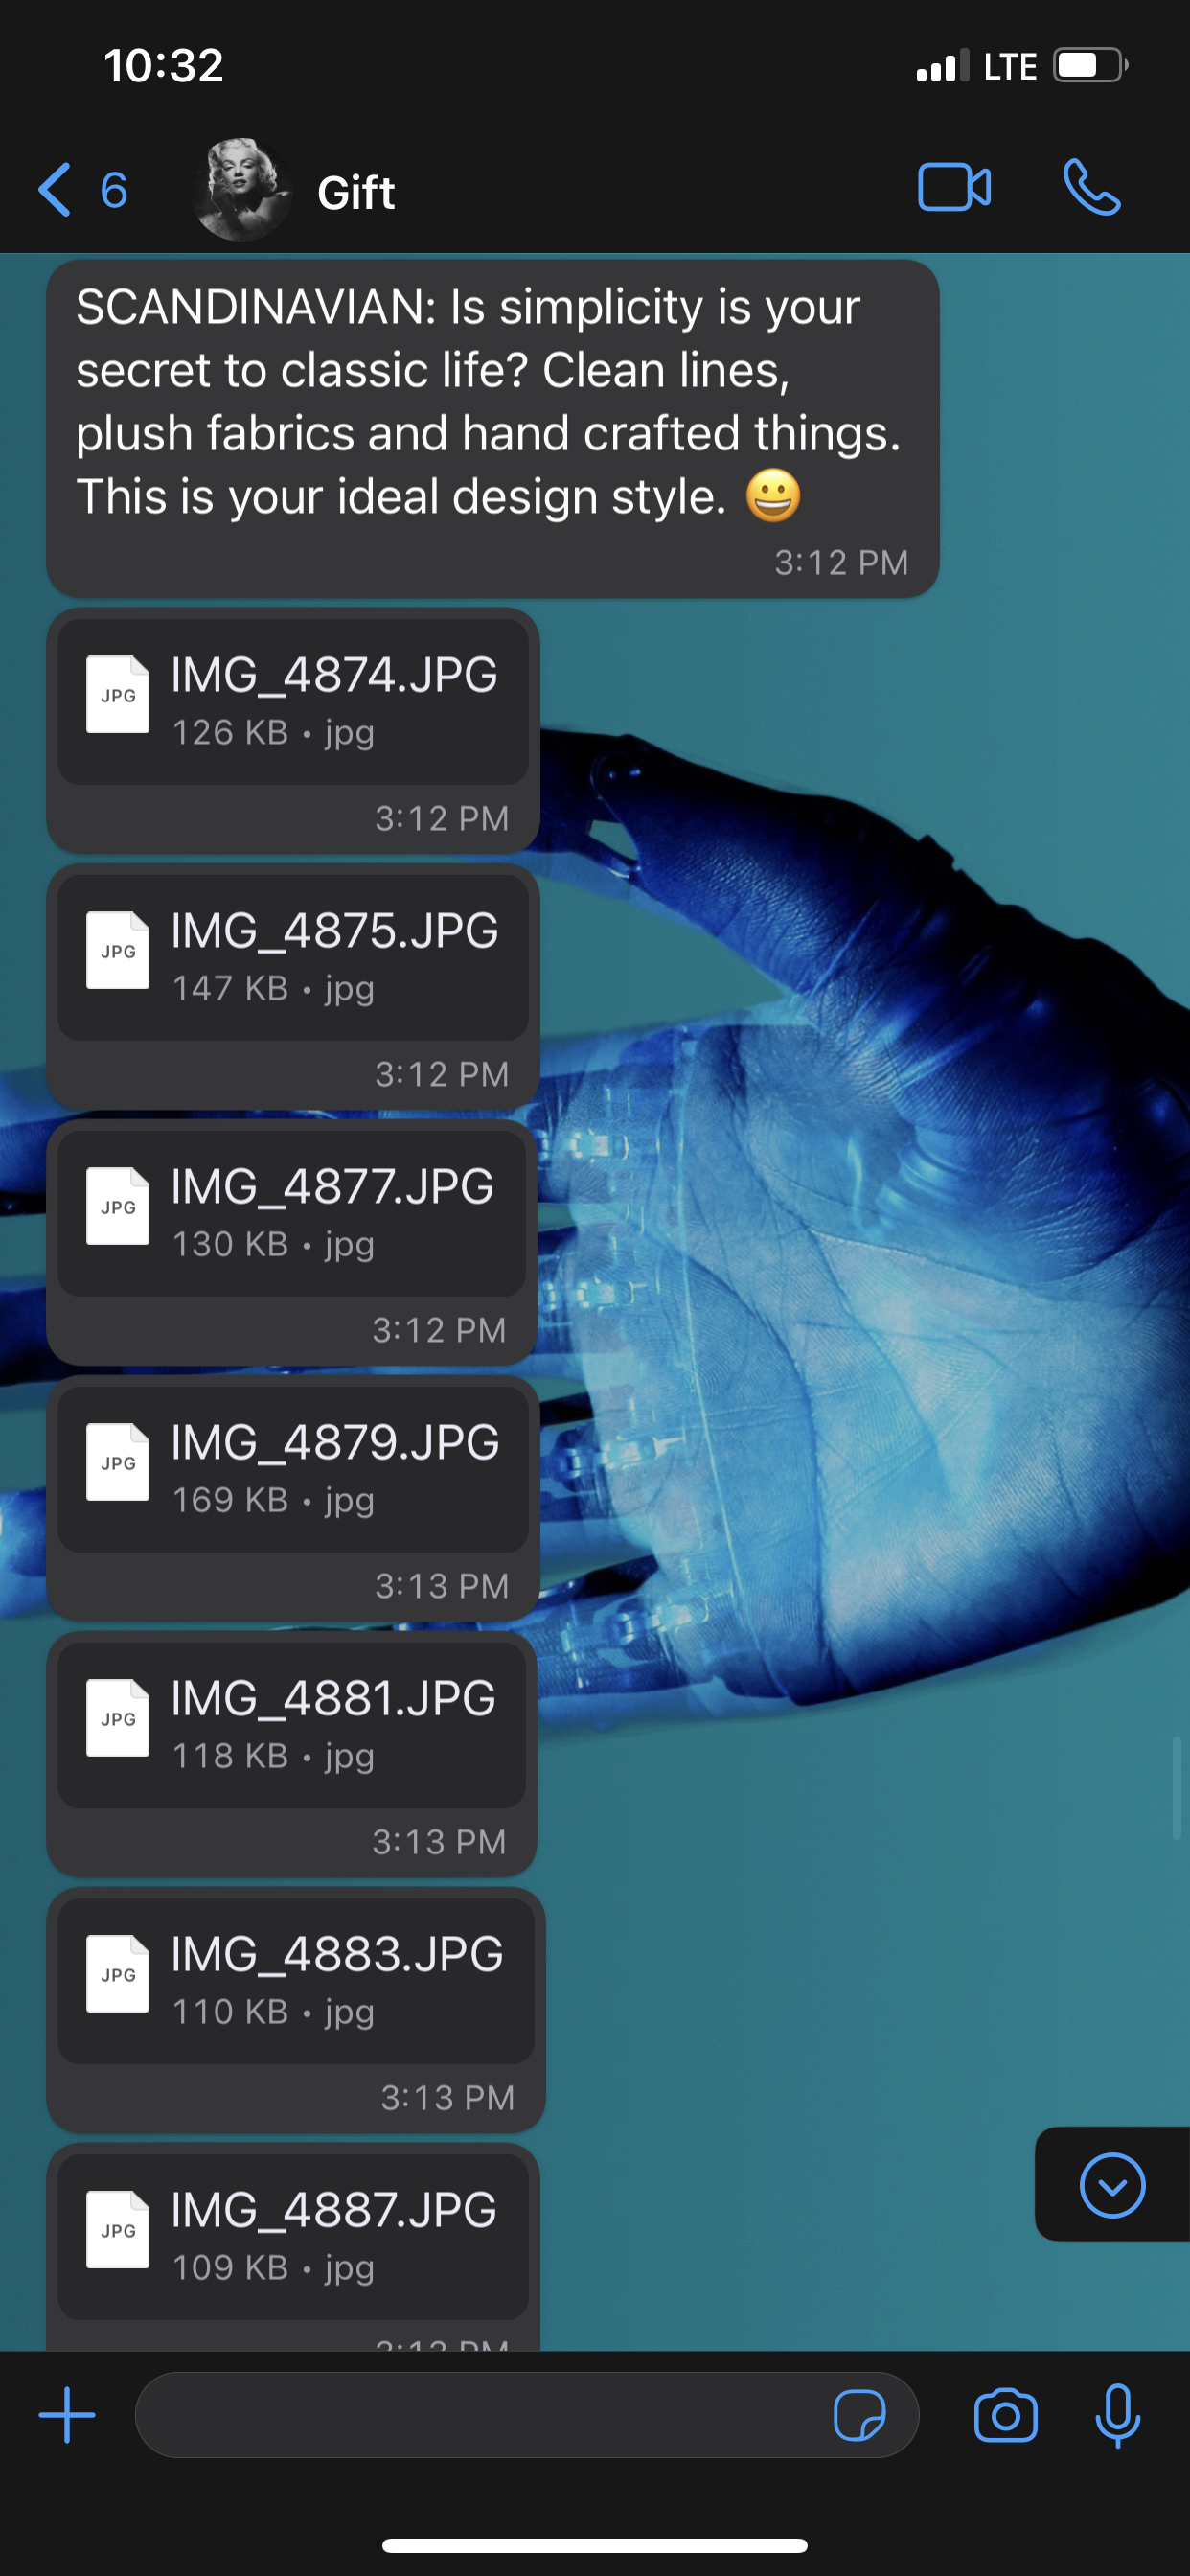 10:32
LTE
6
Gift
SCANDINAVIAN: Is simplicity is your
secret to classic life? Clean lines,
plush fabrics and hand crafted things.
This is your ideal design style. 😀
3:12 PM
JPG
IMG_4874.JPG
126 KB • jpg
3:12 PM
JPG
IMG_4875.JPG
147 KB • jpg
3:12 PM
JPG
IMG_4877.JPG
130 KB • jpg
3:12 PM
JPG
IMG_4879.JPG
169 KB • jpg
3:13 PM
JPG
IMG_4881.JPG
118 KB • jpg
3:13 PM
JPG
IMG_4883.JPG
110 KB • jpg
3:13 PM
JPG
IMG_4887.JPG
109 KB • jpg